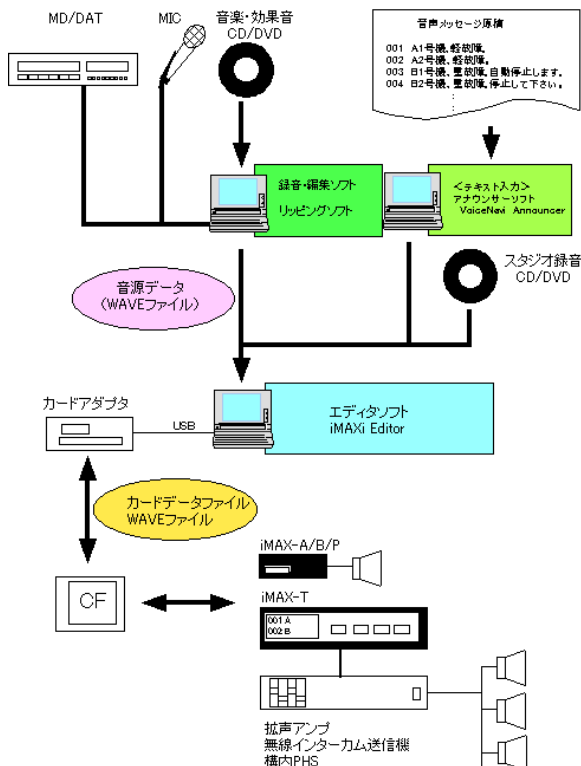 MD/DAT
MIC
音楽・効果音
CD/DVD
音声メッセージ原稿
001 A1号機、軽故障。
002 A2号機、軽故障。
003 B1号機、重故障。自動停止します。
004 B2号機、重故障。停止して下さい。
録音・編集ソフト
リッピングソフト
<テキスト入力>
アナウンサーソフト
VoiceNavi Announcer
スタジオ録音
CD/DVD
音源データ
(WAVEファイル)
カードアダプタ
USB
エディタソフト
iMAXi Editor
カードデータファイル
WAVEファイル
CF
iMAX-A/B/P
iMAX-T
001 A
002 B
拡声アンプ
無線インターカム送信機
構内PHS